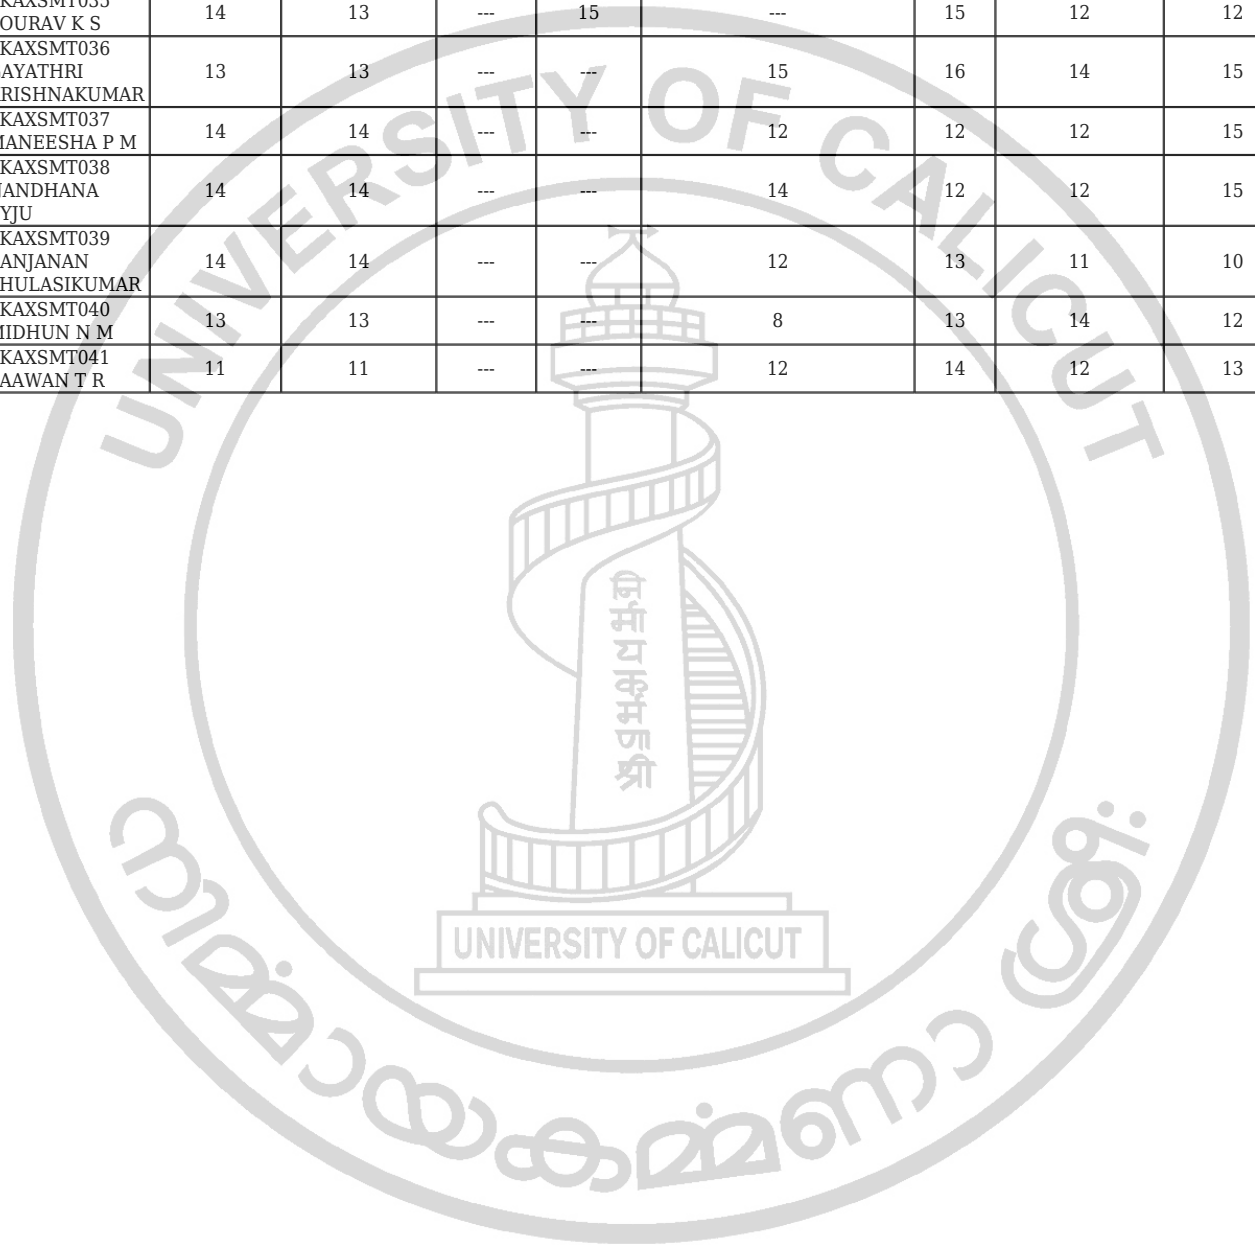 KAXSMT035
OURAV K S 14 13 --- 15 --- 15 12 12
KAXSMT036
AYATHRI
RISHNAKUMAR 13 13 --- --- 15 16 14 15
KAXSMT037
MANEESHA P M 14 14 --- --- 12 12 12 15
KAXSMT038
JANDHANA
YJU 14 14 --- --- 14 12 12 15
KAXSMT039
ANJANAN
HULASIKUMAR 14 14 --- --- 12 13 11 10
KAXSMT040
MIDHUN N M 13 13 --- --- 8 13 14 12
KAXSMT041
AAWAN T R 11 11 --- --- 12 14 12 13
UNIVERSITY OF CALICUT
UNIVERSITY OF CALICUT